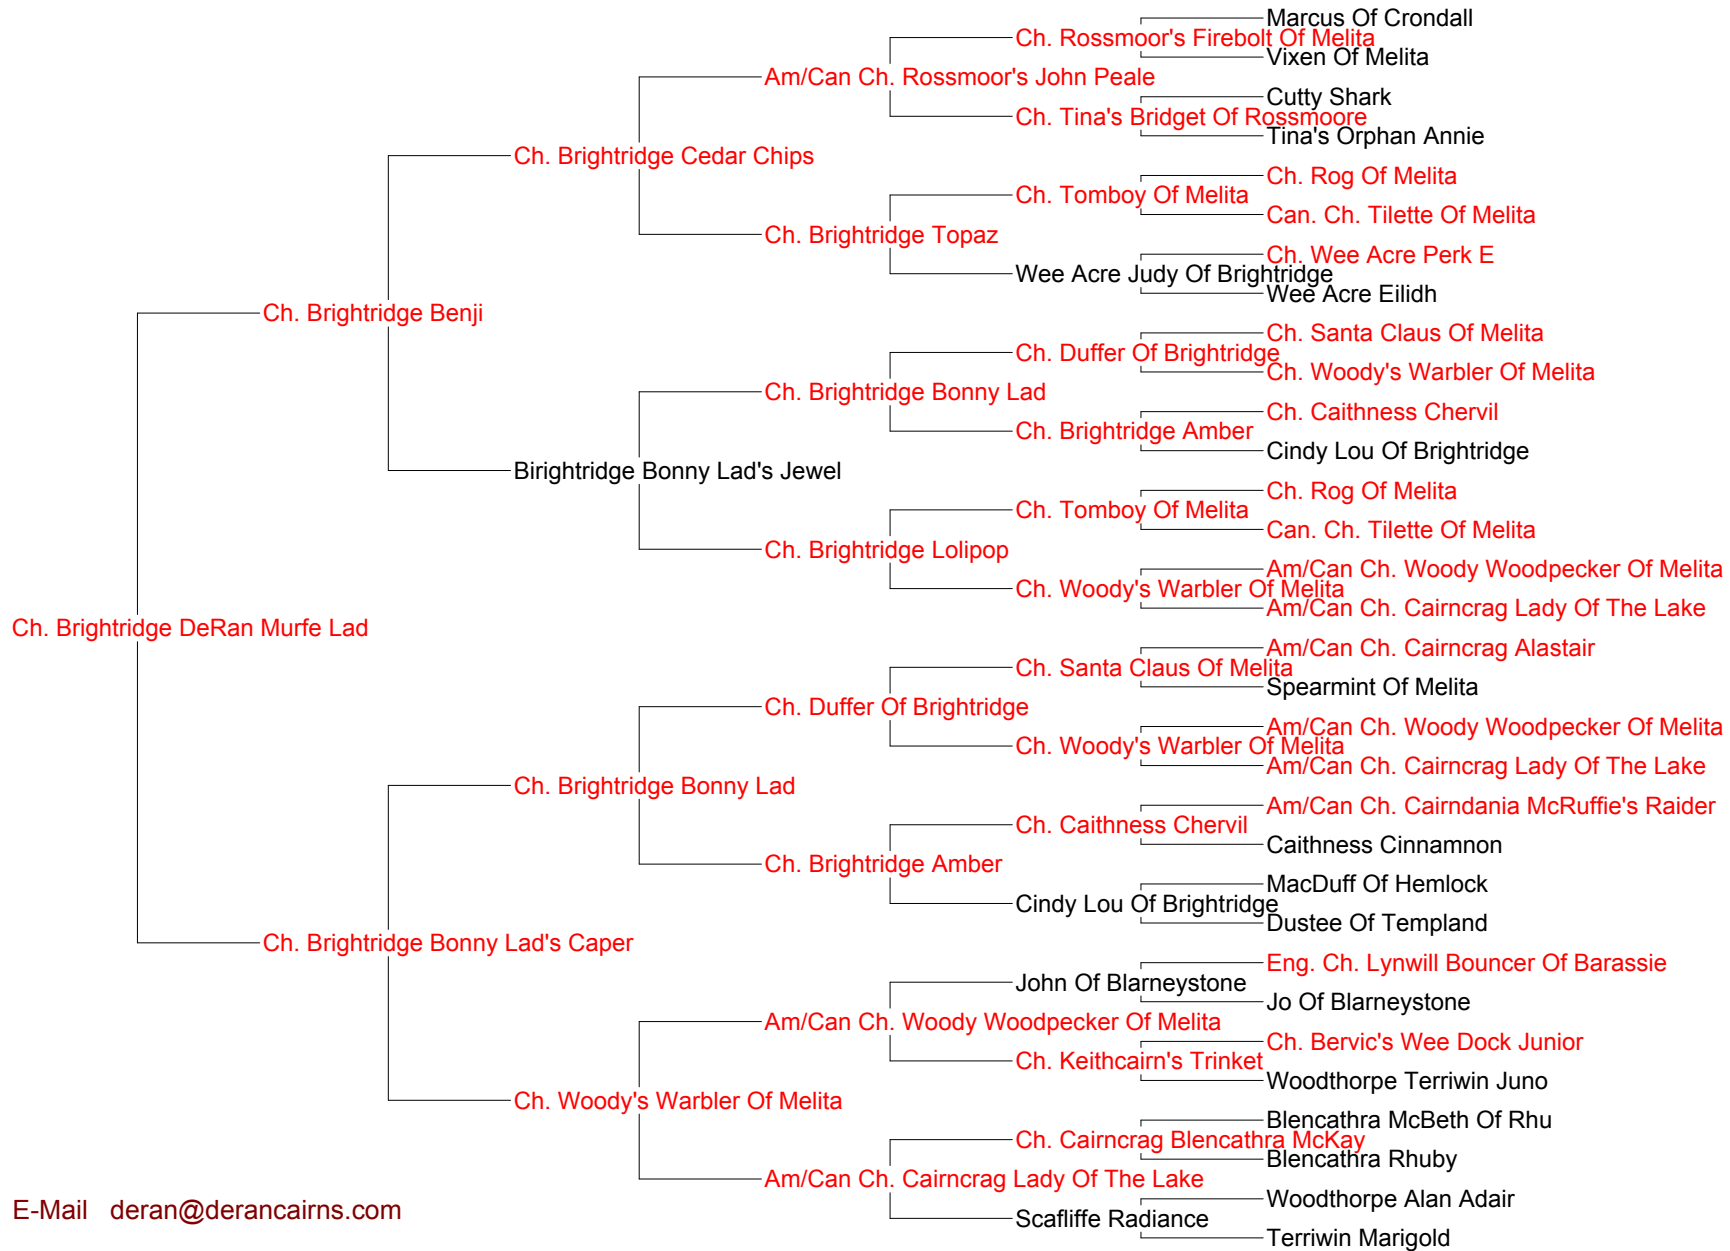 Marcus Of Crondall
Ch. Rossmoor's Firebolt Of Melita
Vixen Of Melita
Am/Can Ch. Rossmoor's John Peale
Cutty Shark
Ch. Tina's Bridget Of Rossmoore
Tina's Orphan Annie
Ch. Brightridge Cedar Chips
Ch. Rog Of Melita
Ch. Tomboy Of Melita
Can. Ch. Tilette Of Melita
Ch. Brightridge Topaz
Ch. Wee Acre Perk E
Wee Acre Judy Of Brightridge
Wee Acre Eilidh
Ch. Brightridge Benji
Ch. Santa Claus Of Melita
Ch. Duffer Of Brightridge
Ch. Woody's Warbler Of Melita
Ch. Brightridge Bonny Lad
Ch. Caithness Chervil
Ch. Brightridge Amber
Cindy Lou Of Brightridge
Birightridge Bonny Lad's Jewel
Ch. Rog Of Melita
Ch. Tomboy Of Melita
Can. Ch. Tilette Of Melita
Ch. Brightridge Lolipop
Am/Can Ch. Woody Woodpecker Of Melita
Ch. Woody's Warbler Of Melita
Am/Can Ch. Cairncrag Lady Of The Lake
Ch. Brightridge DeRan Murfe Lad
Am/Can Ch. Cairncrag Alastair
Ch. Santa Claus Of Melita
Spearmint Of Melita
Ch. Duffer Of Brightridge
Am/Can Ch. Woody Woodpecker Of Melita
Ch. Woody's Warbler Of Melita
Am/Can Ch. Cairncrag Lady Of The Lake
Ch. Brightridge Bonny Lad
Am/Can Ch. Cairndania McRuffie's Raider
Ch. Caithness Chervil
Caithness Cinnamnon
Ch. Brightridge Amber
MacDuff Of Hemlock
Cindy Lou Of Brightridge
Dustee Of Templand
Ch. Brightridge Bonny Lad's Caper
Eng. Ch. Lynwill Bouncer Of Barassie
John Of Blarneystone
Jo Of Blarneystone
Am/Can Ch. Woody Woodpecker Of Melita
Ch. Bervic's Wee Dock Junior
Ch. Keithcairn's Trinket
Woodthorpe Terriwin Juno
Ch. Woody's Warbler Of Melita
Blencathra McBeth Of Rhu
Ch. Cairncrag Blencathra McKay
Blencathra Rhuby
Am/Can Ch. Cairncrag Lady Of The Lake
Woodthorpe Alan Adair
Scafliffe Radiance
Terriwin Marigold
E-Mail deran@derancairns.com